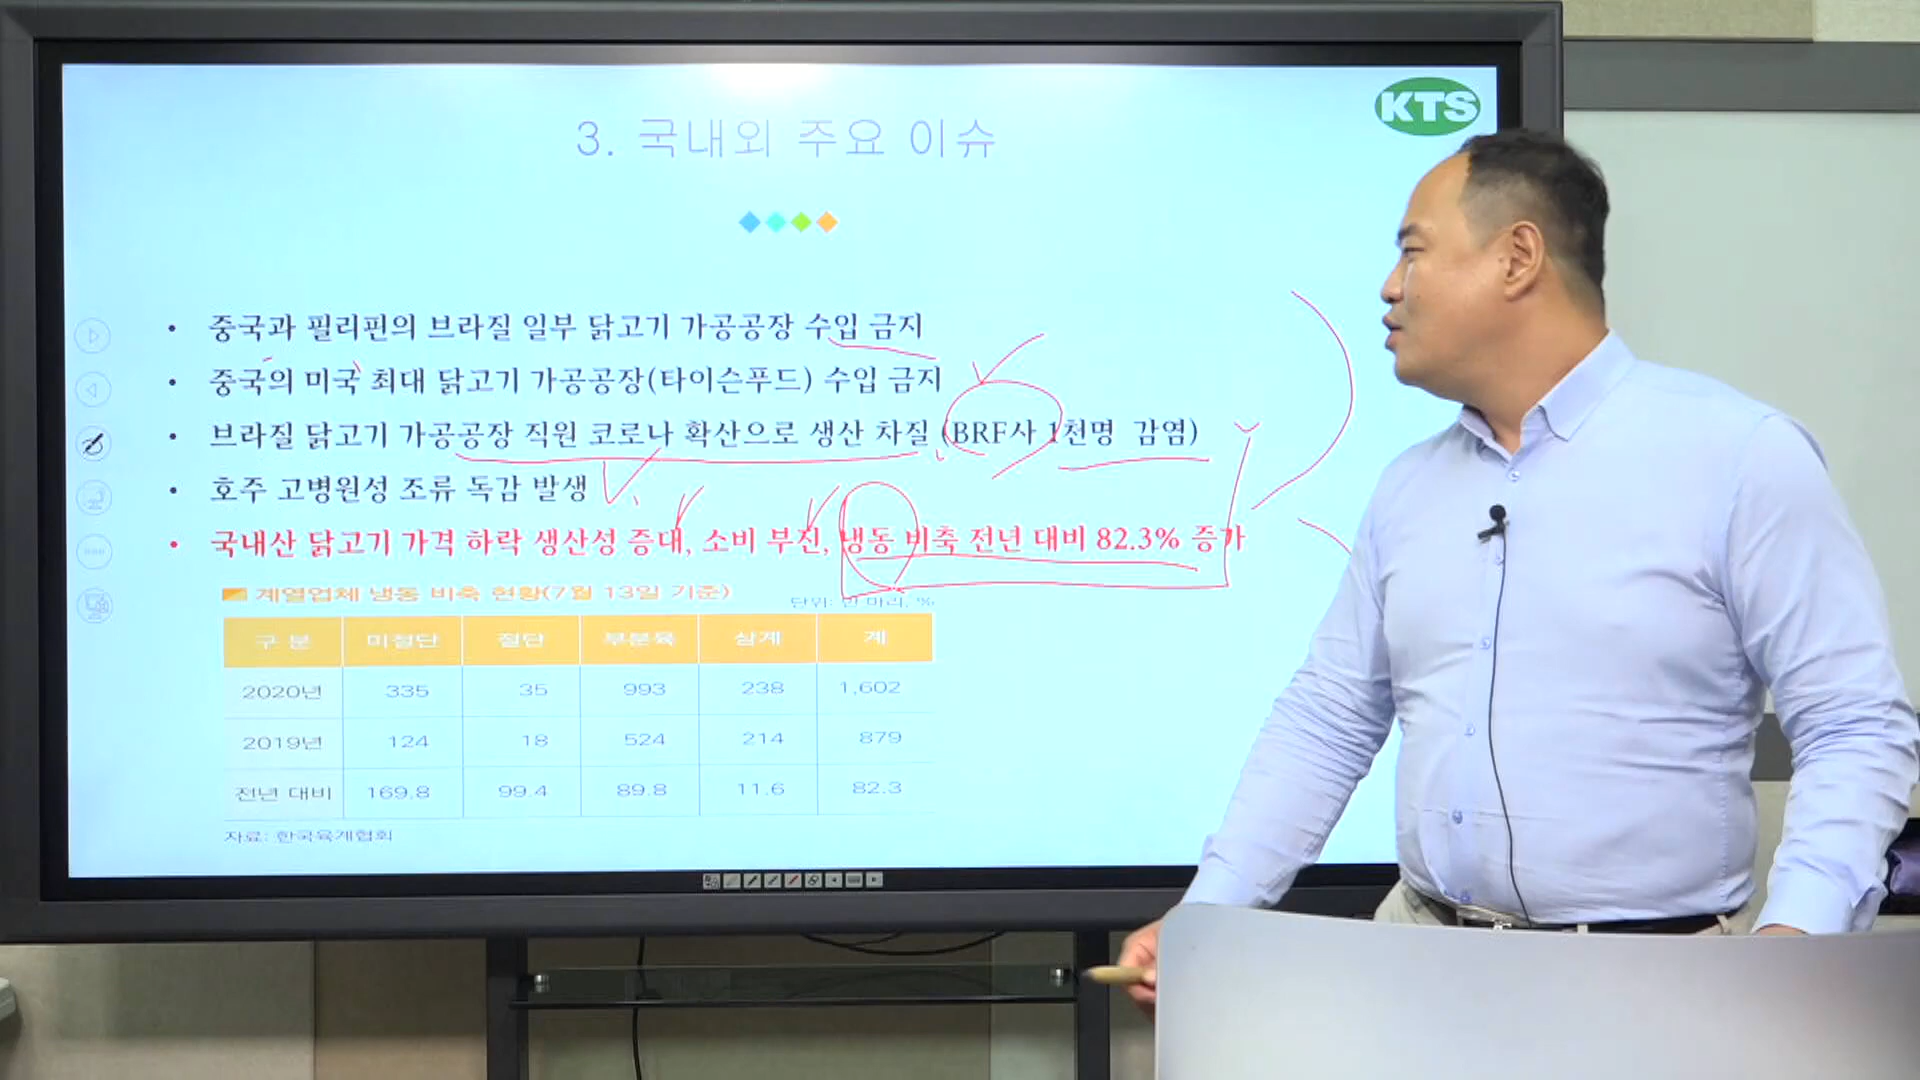 KTS
3. 국내외 주요 이슈
• 중국과 필리핀의 브라질 일부 닭고기 가공공장 수입 금지
• 중국의 미국 최대 닭고기 가공공장(타이슨푸드) 수입 금지
• 브라질 닭고기 가공공장 직원 코로나 확산으로 생산 차질 (BRF사 1천명 감염)
• 호주 고병원성 조류 독감 발생
• 국내산 닭고기 가격 하락 생산성 증대, 소비 부진, 냉동 비축 전년 대비 82.3% 증가
계열업체 냉동 비축 현황(7월 13일 기준)
단위: 만 마리, %
구 분 미절단 절단 부분육 삼계 계
2020년 335 35 993 238 1,602
2019년 124 18 524 214 879
전년 대비 169.8 99.4 89.8 11.6 82.3
자료: 한국육계협회